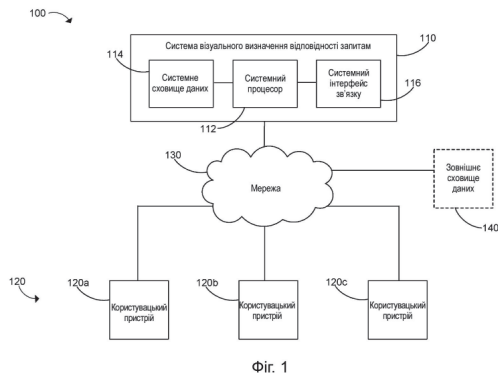 100
Система візуального визначення відповідності запитам
110
114
Системне
сховище даних
Системний
процесор
Системний
інтерфейс
зв'язку
116
112
130
Мережа
Зовнішнє
сховище
даних
140
120
120a
Користувацький
пристрій
120b
Користувацький
пристрій
120c
Користувацький
пристрій
Фіг. 1